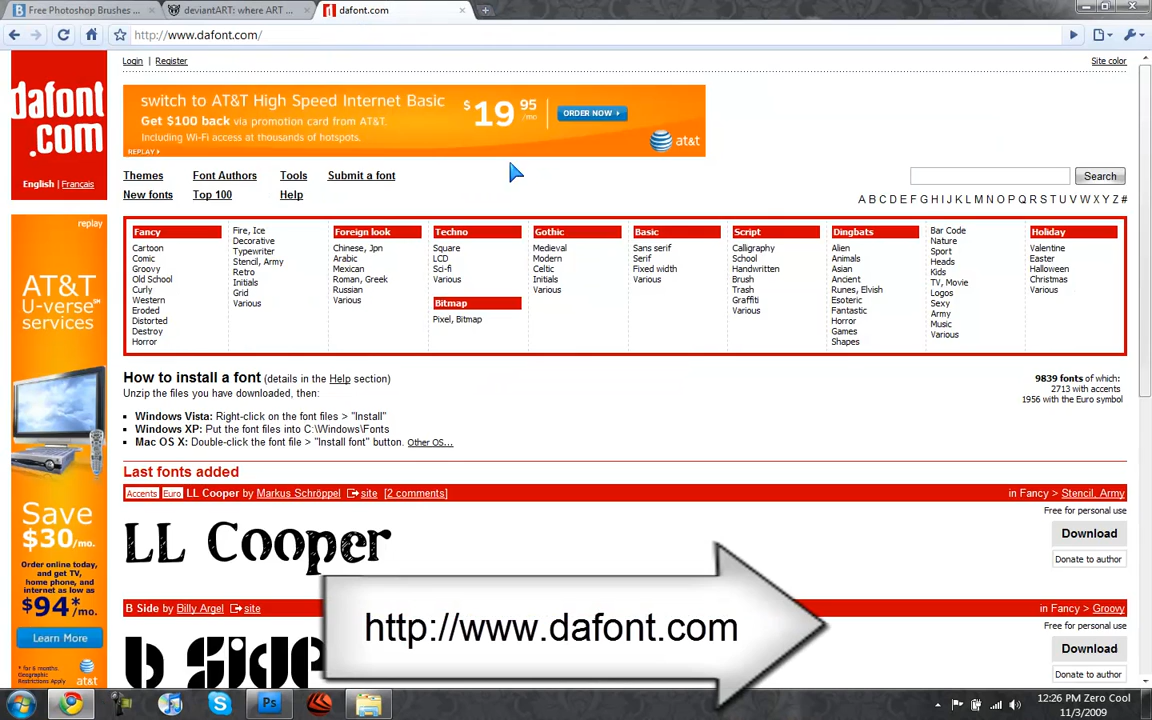 Free Photoshop Brushes ...
deviantART: where ART ...
dafont.com
http://www.dafont.com/
Login | Register
Site color
dafont
.com
English | Français
switch to AT&T High Speed Internet Basic
Get $100 back via promotion card from AT&T.
Including Wi-Fi access at thousands of hotspots.
REPLAY
$19 95 /mo
ORDER NOW
at&t
Themes Font Authors Tools Submit a font
New fonts Top 100 Help
Search
A B C D E F G H I J K L M N O P Q R S T U V W X Y Z #
Fancy
Cartoon
Comic
Groovy
Old School
Curly
Western
Eroded
Distorted
Destroy
Horror
Fire, Ice
Decorative
Typewriter
Stencil, Army
Retro
Initials
Grid
Various
Foreign look
Chinese, Jpn
Arabic
Mexican
Roman, Greek
Russian
Various
Techno
Square
LCD
Sci-fi
Various
Bitmap
Pixel, Bitmap
Gothic
Medieval
Modern
Celtic
Initials
Various
Basic
Sans serif
Serif
Fixed width
Various
Script
Calligraphy
School
Handwritten
Brush
Trash
Graffiti
Various
Dingbats
Alien
Animals
Asian
Ancient
Runes, Elvish
Esoteric
Fantastic
Horror
Games
Shapes
Bar Code
Nature
Sport
Heads
Kids
TV, Movie
Logos
Sexy
Army
Music
Various
Holiday
Valentine
Easter
Halloween
Christmas
Various
replay
AT&T
U-verse℠
services
Save
$30/mo.
Order online today,
and get TV,
home phone, and
internet as low as
$94*/mo.
Learn More
* for 6 months.
Geographic
Restrictions Apply
at&t
How to install a font (details in the Help section)
Unzip the files you have downloaded, then:
Windows Vista: Right-click on the font files > "Install"
Windows XP: Put the font files into C:\Windows\Fonts
Mac OS X: Double-click the font file > "Install font" button. Other OS...
9839 fonts of which:
2713 with accents
1956 with the Euro symbol
Last fonts added
Accents Euro LL Cooper by Markus Schröppel site [2 comments]
in Fancy > Stencil, Army
Free for personal use
LL Cooper
Download
Donate to author
B Side by Billy Argel site
in Fancy > Groovy
Free for personal use
b Side
Download
Donate to author
http://www.dafont.com
Ps
12:26 PM Zero Cool
11/3/2009